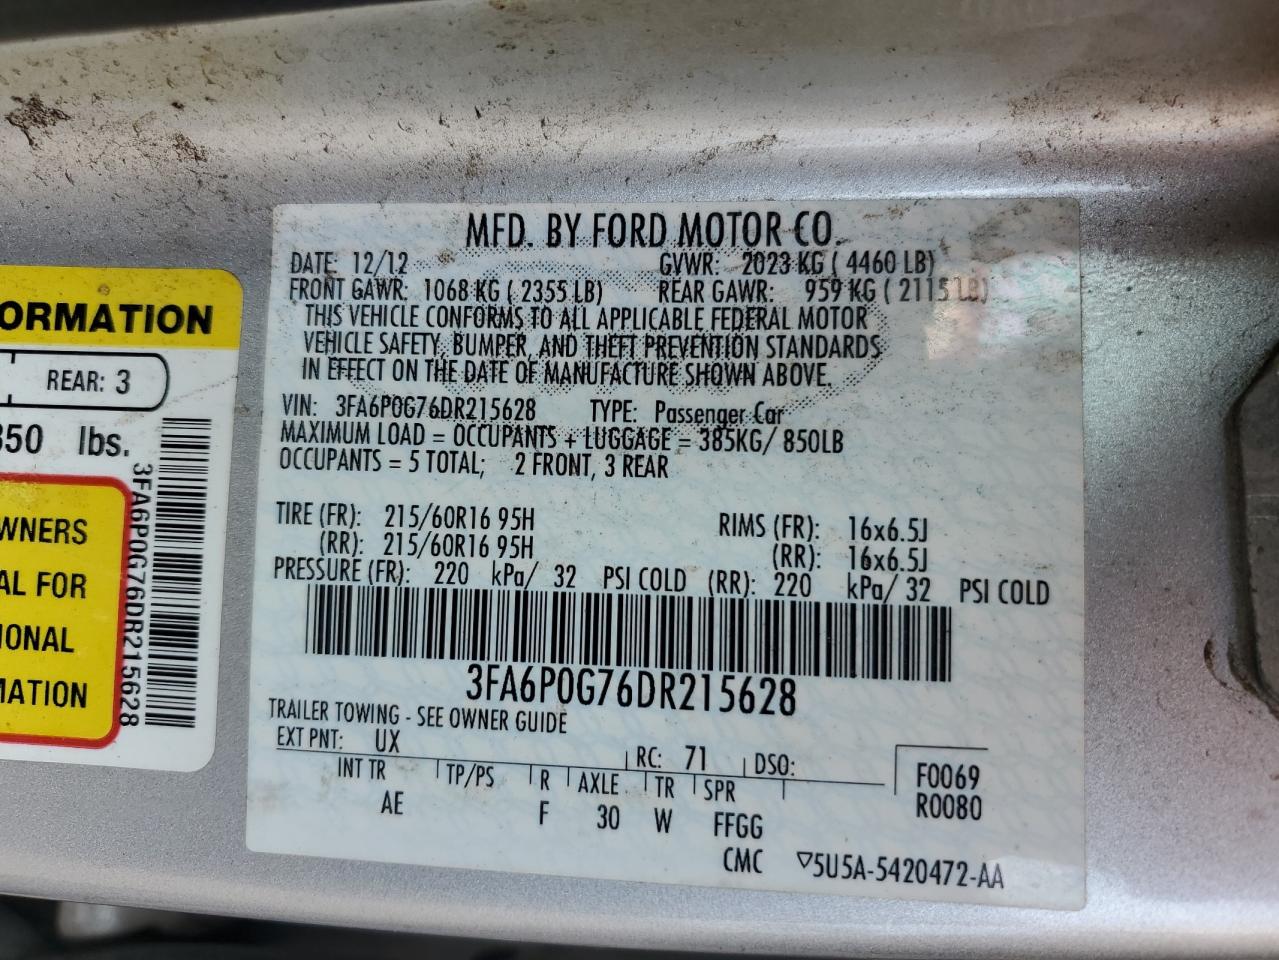 MFD. BY FORD MOTOR CO.
DATE: 12/12 GVWR: 2023 KG ( 4460 LB)
FRONT GAWR: 1068 KG ( 2355 LB) REAR GAWR: 959 KG ( 2115 LB)
THIS VEHICLE CONFORMS TO ALL APPLICABLE FEDERAL MOTOR
VEHICLE SAFETY, BUMPER, AND THEFT PREVENTION STANDARDS
IN EFFECT ON THE DATE OF MANUFACTURE SHOWN ABOVE.
VIN: 3FA6P0G76DR215628 TYPE: Passenger Car
MAXIMUM LOAD = OCCUPANTS + LUGGAGE = 385KG/ 850LB
OCCUPANTS = 5 TOTAL; 2 FRONT, 3 REAR
TIRE (FR): 215/60R16 95H RIMS (FR): 16x6.5J
(RR): 215/60R16 95H (RR): 16x6.5J
PRESSURE (FR): 220 kPa/ 32 PSI COLD (RR): 220 kPa/ 32 PSI COLD
3FA6P0G76DR215628
TRAILER TOWING - SEE OWNER GUIDE
EXT PNT: UX RC: 71 DSO:
INT TR TP/PS R AXLE TR SPR
AE F 30 W FFGG
CMC
F0069
R0080
▽5U5A-5420472-AA
ORMATION
REAR: 3
350 lbs.
WNERS
AL FOR
IONAL
MATION
3FA6P0G76DR215628